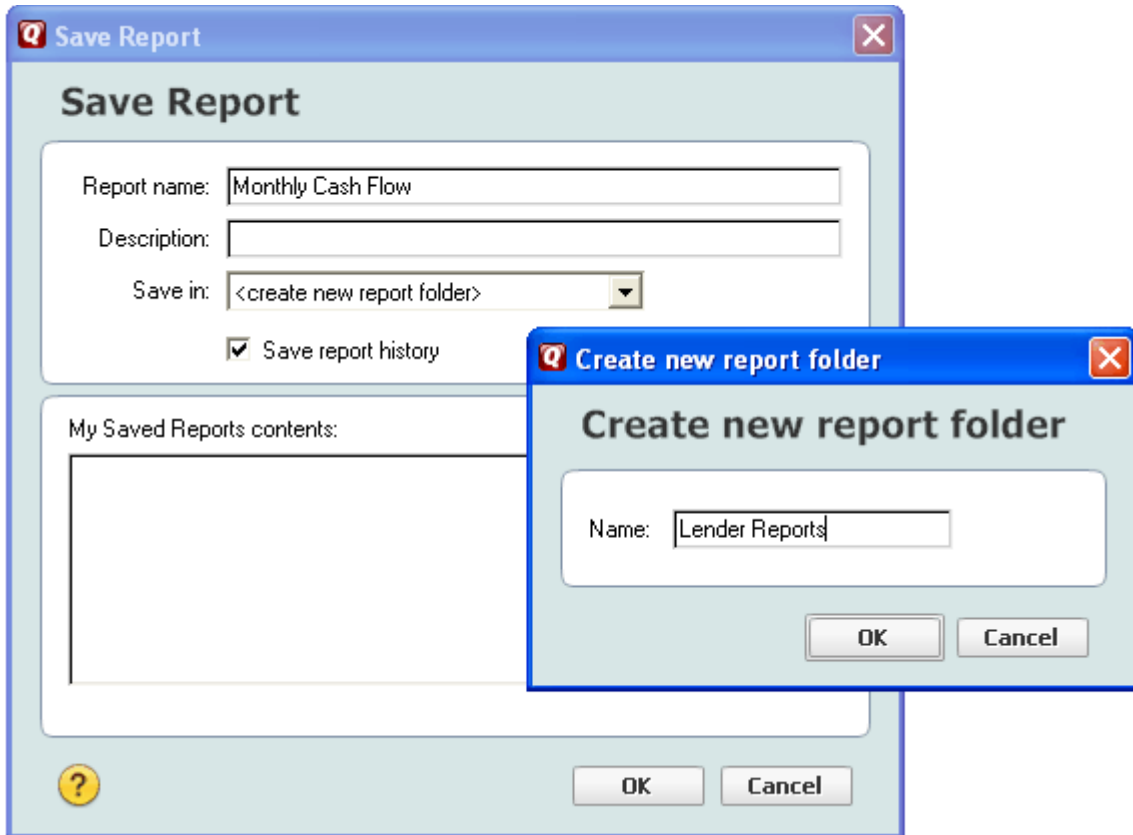 Save Report
Save Report
Report name: Monthly Cash Flow
Description:
Save in: <create new report folder>
Save report history
My Saved Reports contents:
? OK Cancel
Create new report folder
Create new report folder
Name: Lender Reports
OK Cancel